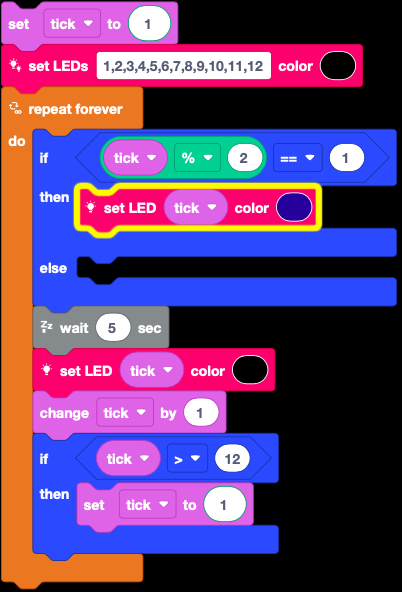 set tick to 1
set LEDs 1,2,3,4,5,6,7,8,9,10,11,12 color
repeat forever
do
if tick % 2 == 1
then set LED tick color
else
Zzz wait 5 sec
set LED tick color
change tick by 1
if tick > 12
then set tick to 1